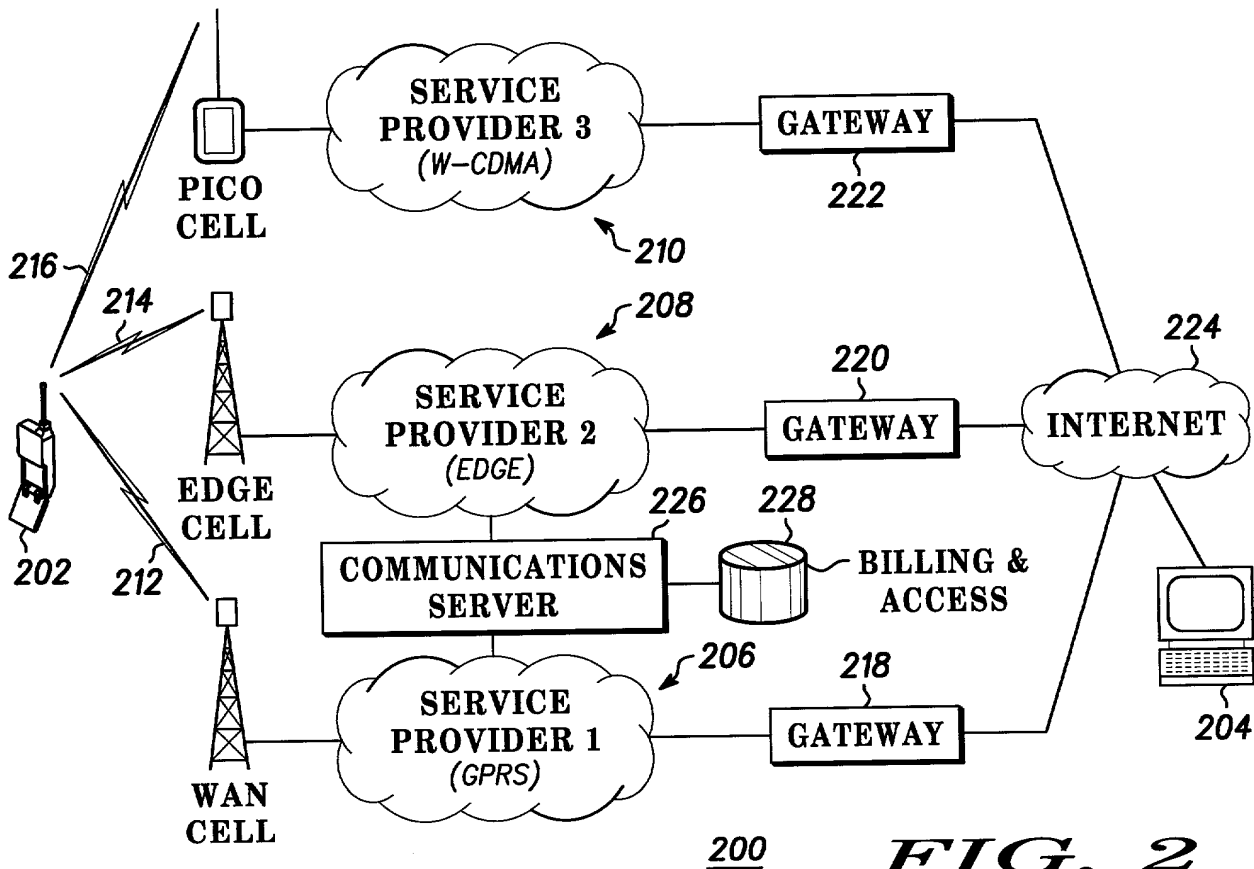 SERVICE
PROVIDER 3
(W-CDMA)
GATEWAY
222
PICO
CELL
210
216
214
208
224
220
SERVICE
PROVIDER 2
(EDGE)
GATEWAY
INTERNET
EDGE
CELL
202
212
226
228
COMMUNICATIONS
SERVER
BILLING &
ACCESS
206
218
204
SERVICE
PROVIDER 1
(GPRS)
GATEWAY
WAN
CELL
200
FIG. 2